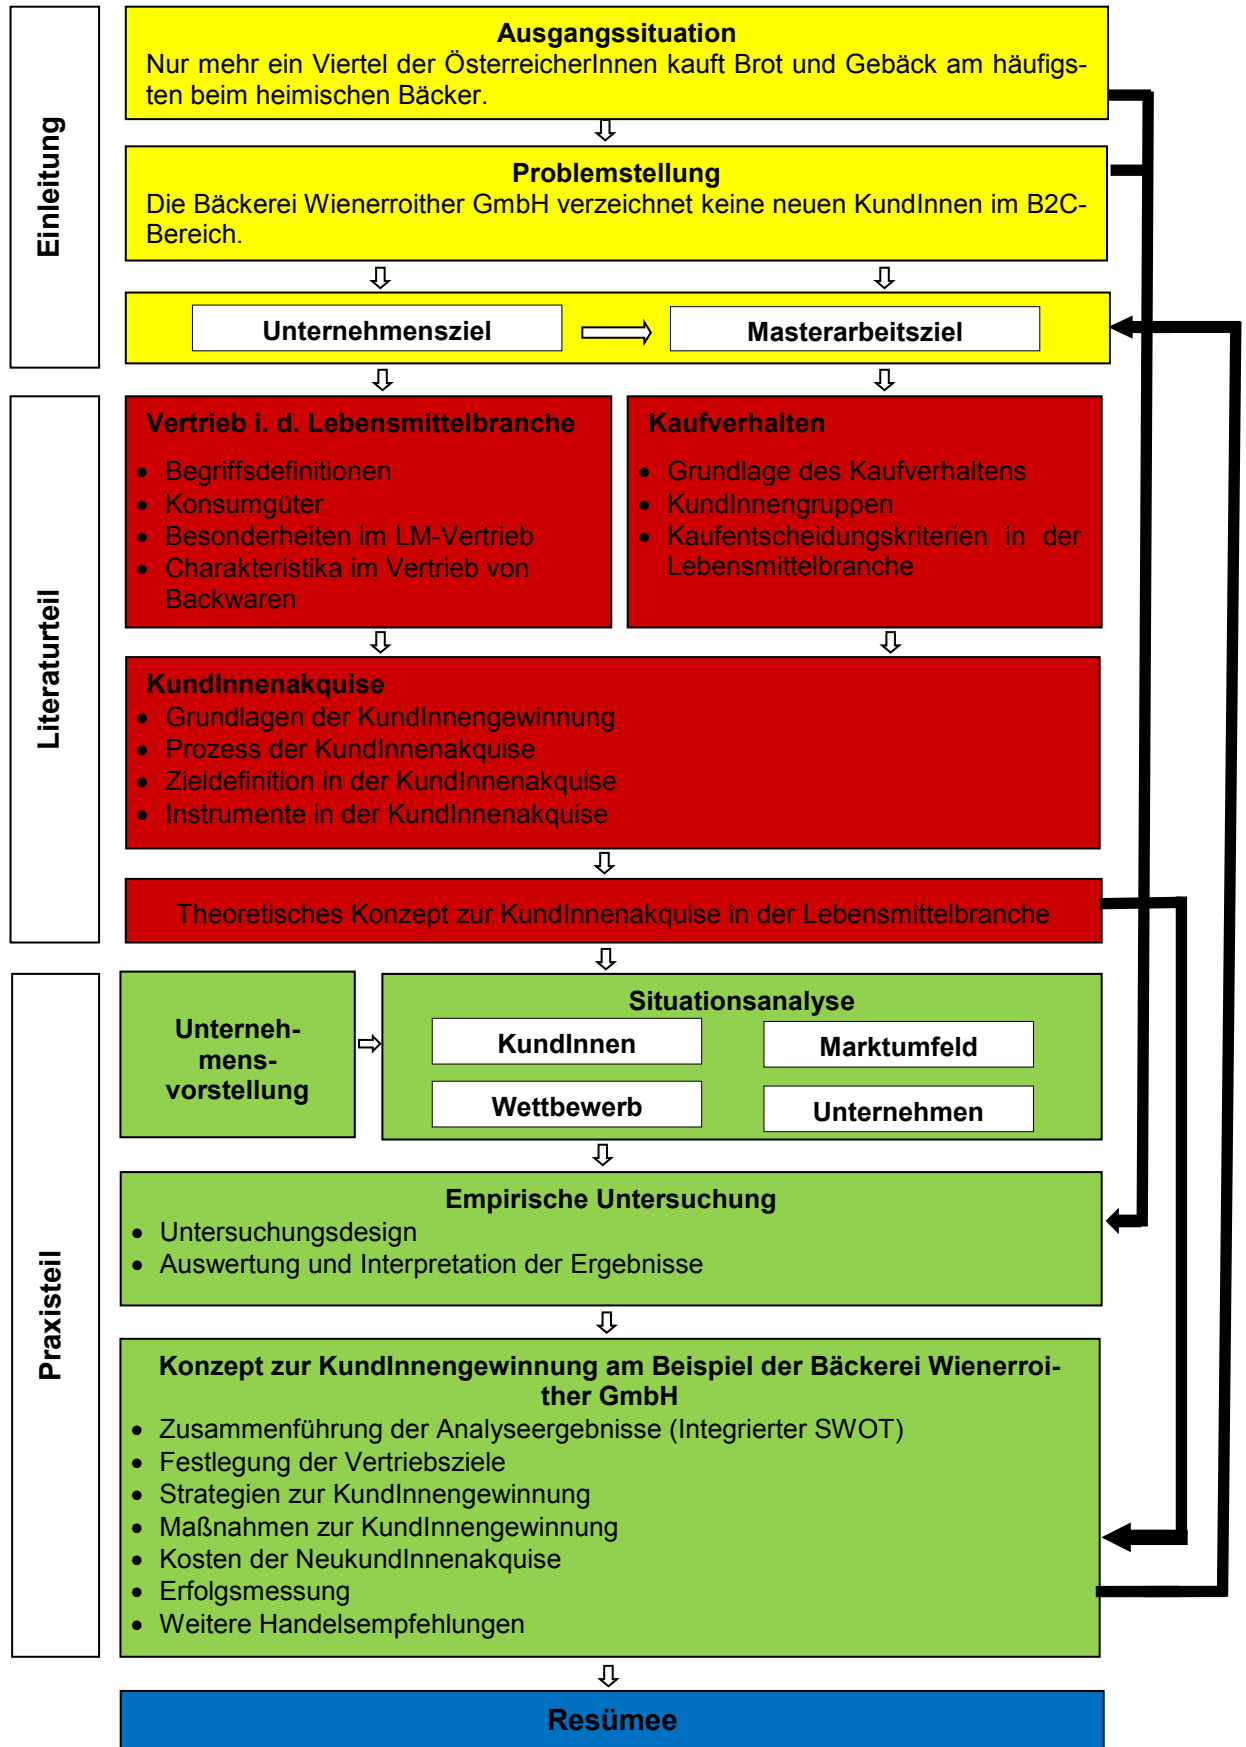 Einleitung
Ausgangssituation
Nur mehr ein Viertel der ÖsterreicherInnen kauft Brot und Gebäck am häufigs-
ten beim heimischen Bäcker.
Problemstellung
Die Bäckerei Wienerroither GmbH verzeichnet keine neuen KundInnen im B2C-
Bereich.
Unternehmensziel
Masterarbeitsziel
Literaturteil
Vertrieb i. d. Lebensmittelbranche
• Begriffsdefinitionen
• Konsumgüter
• Besonderheiten im LM-Vertrieb
• Charakteristika im Vertrieb von
Backwaren
Kaufverhalten
• Grundlage des Kaufverhaltens
• KundInnengruppen
• Kaufentscheidungskriterien in der
Lebensmittelbranche
KundInnenakquise
• Grundlagen der KundInnengewinnung
• Prozess der KundInnenakquise
• Zieldefinition in der KundInnenakquise
• Instrumente in der KundInnenakquise
Theoretisches Konzept zur KundInnenakquise in der Lebensmittelbranche
Praxisteil
Unterneh-
mens-
vorstellung
Situationsanalyse
KundInnen
Marktumfeld
Wettbewerb
Unternehmen
Empirische Untersuchung
• Untersuchungsdesign
• Auswertung und Interpretation der Ergebnisse
Konzept zur KundInnengewinnung am Beispiel der Bäckerei Wienerroi-
ther GmbH
• Zusammenführung der Analyseergebnisse (Integrierter SWOT)
• Festlegung der Vertriebsziele
• Strategien zur KundInnengewinnung
• Maßnahmen zur KundInnengewinnung
• Kosten der NeukundInnenakquise
• Erfolgsmessung
• Weitere Handelsempfehlungen
Resümee